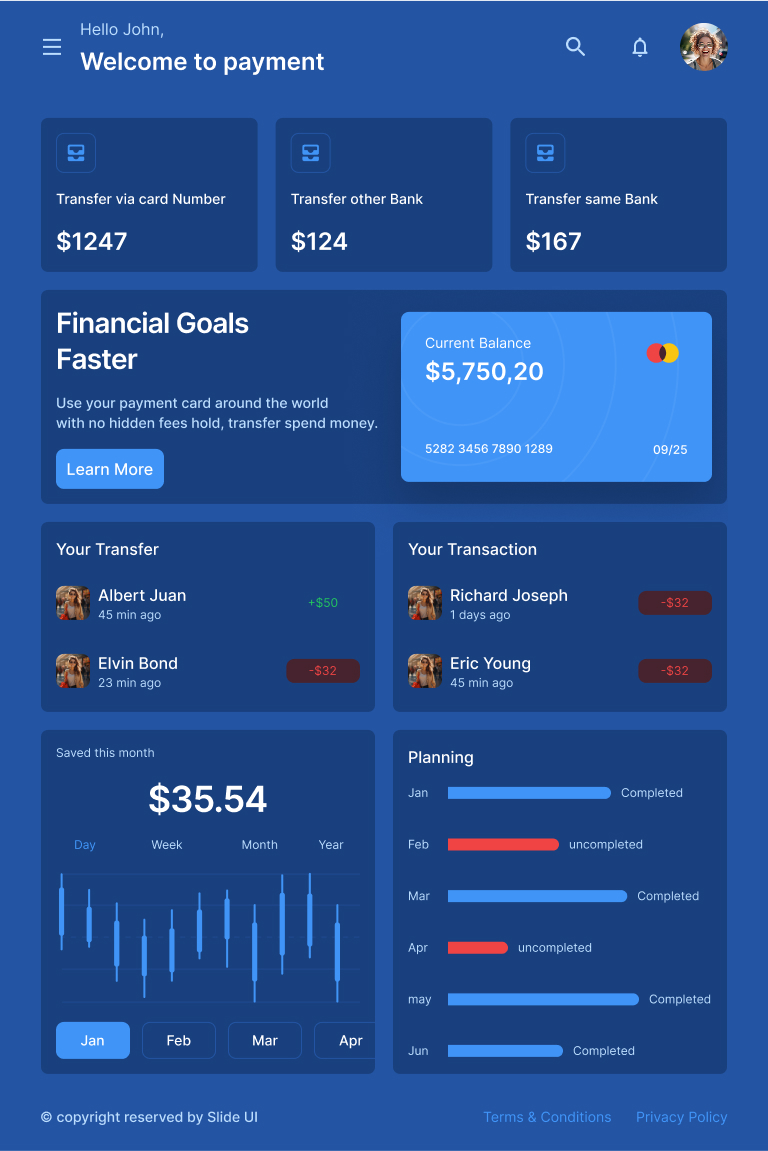 Hello John,
Welcome to payment
Transfer via card Number
$1247
Transfer other Bank
$124
Transfer same Bank
$167
Financial Goals
Faster
Use your payment card around the world
with no hidden fees hold, transfer spend money.
Learn More
Current Balance
$5,750,20
5282 3456 7890 1289
09/25
Your Transfer
Albert Juan
45 min ago
+$50
Elvin Bond
23 min ago
-$32
Your Transaction
Richard Joseph
1 days ago
-$32
Eric Young
45 min ago
-$32
Saved this month
$35.54
Day Week Month Year
Jan Feb Mar Apr
Planning
Jan Completed
Feb uncompleted
Mar Completed
Apr uncompleted
may Completed
Jun Completed
© copyright reserved by Slide UI
Terms & Conditions Privacy Policy